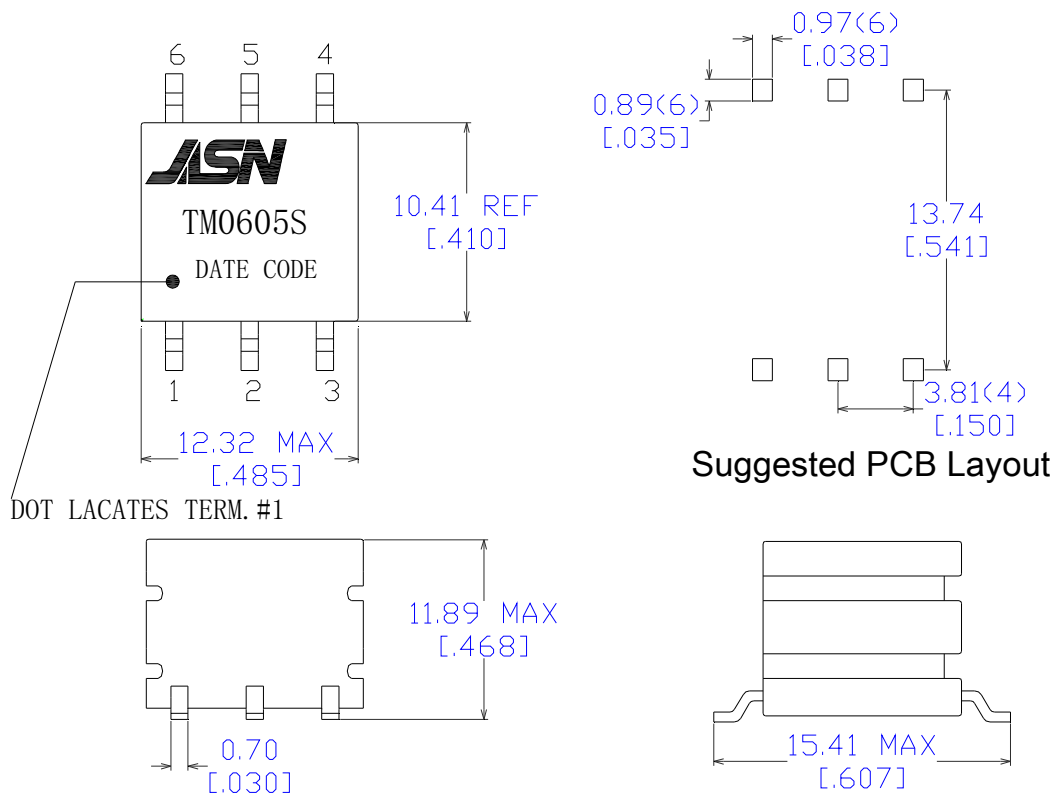 6 5 4
JASN
TM0605S
DATE CODE
1 2 3
10.41 REF
[.410]
12.32 MAX
[.485]
DOT LACATES TERM.#1
0.97(6)
[.038]
0.89(6)
[.035]
13.74
[.541]
3.81(4)
[.150]
Suggested PCB Layout
11.89 MAX
[.468]
0.70
[.030]
15.41 MAX
[.607]